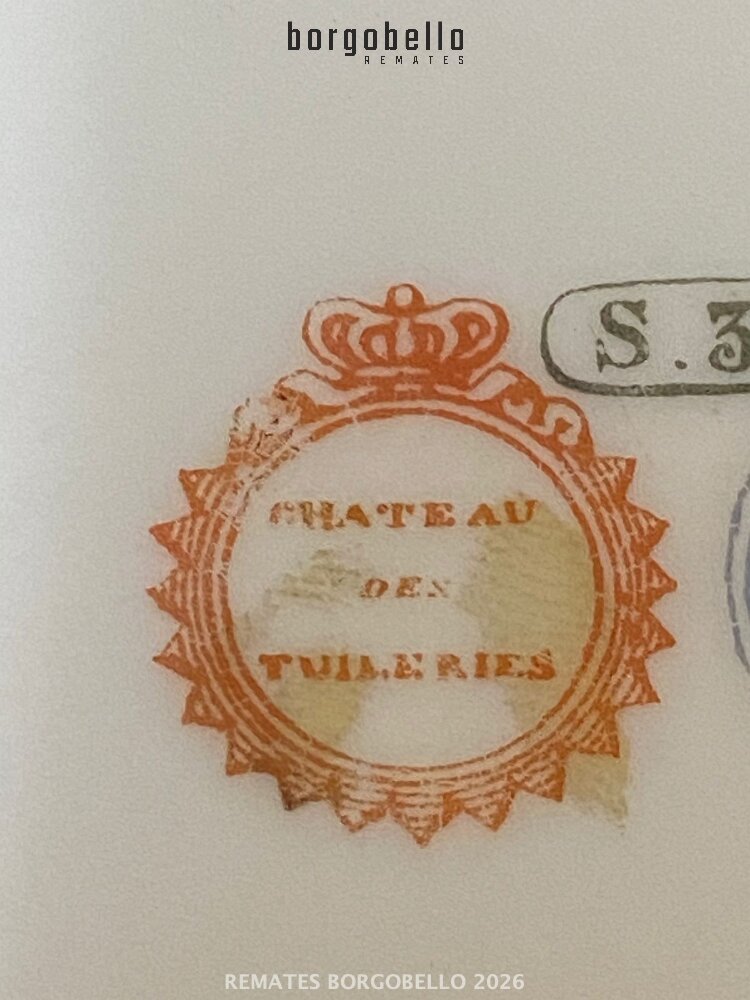 borgobello
REMATES
S.3
CHATEAU
DES
TUILERIES
REMATES BORGOBELLO 2026